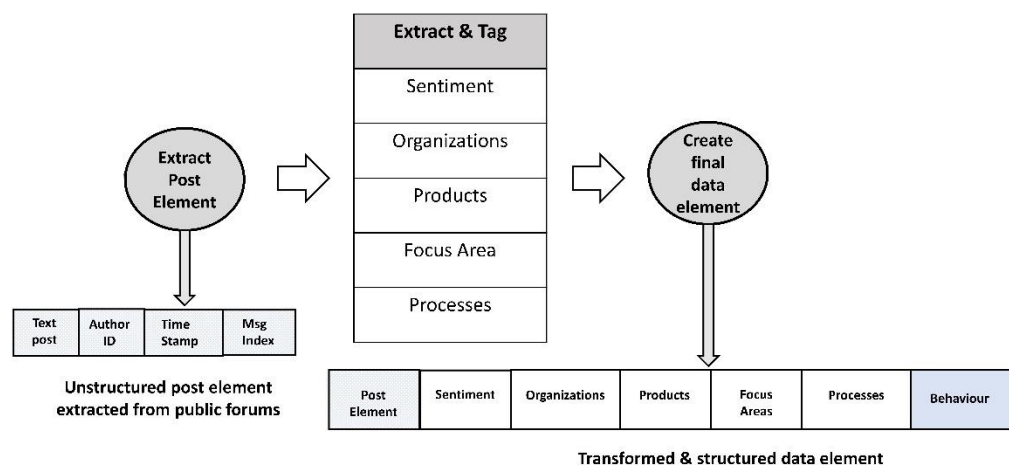 Extract
Post
Element
Extract & Tag
Sentiment
Organizations
Products
Focus Area
Processes
Create
final
data
element
Text
post
Author
ID
Time
Stamp
Msg
Index
Unstructured post element
extracted from public forums
Post
Element
Sentiment
Organizations
Products
Focus
Areas
Processes
Behaviour
Transformed & structured data element